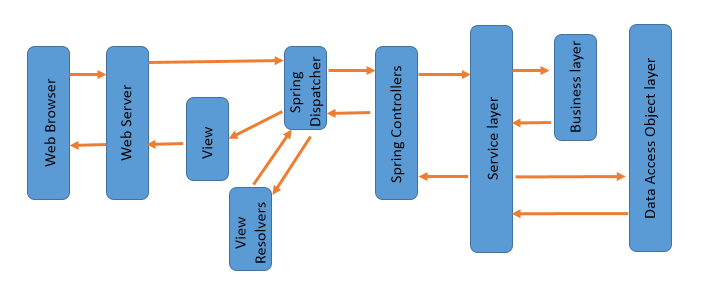 Web Browser
Web Server
View
View
Resolvers
Spring
Dispatcher
Spring Controllers
Service layer
Business layer
Data Access Object layer